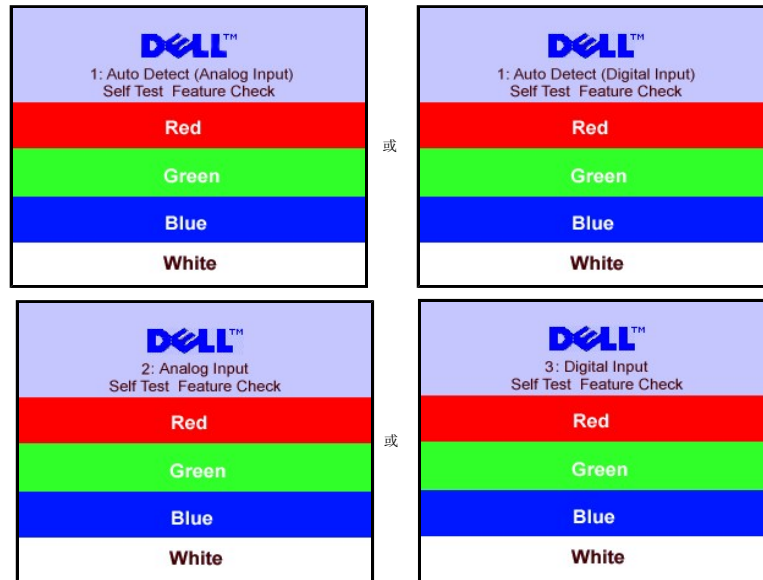 DELL™
1: Auto Detect (Analog Input)
Self Test Feature Check
Red
Green
Blue
White
或
DELL™
1: Auto Detect (Digital Input)
Self Test Feature Check
Red
Green
Blue
White
DELL™
2: Analog Input
Self Test Feature Check
Red
Green
Blue
White
或
DELL™
3: Digital Input
Self Test Feature Check
Red
Green
Blue
White